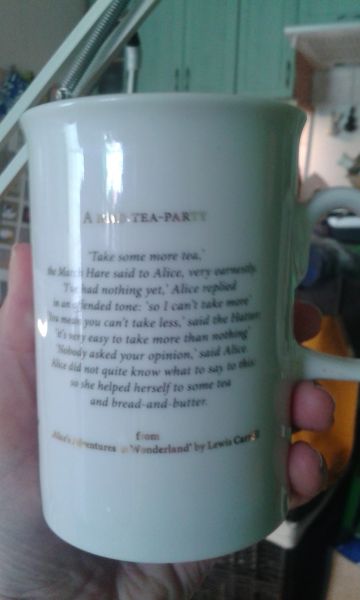 A MAD TEA-PARTY
'Take some more tea,'
the March Hare said to Alice, very earnestly.
'I've had nothing yet,' Alice replied
in an offended tone: 'so I can't take more'
'You mean you can't take less,' said the Hatter:
'it's very easy to take more than nothing'
'Nobody asked your opinion,' said Alice.
Alice did not quite know what to say to this:
so she helped herself to some tea
and bread-and-butter.
from
'Alice's Adventures in Wonderland' by Lewis Carroll